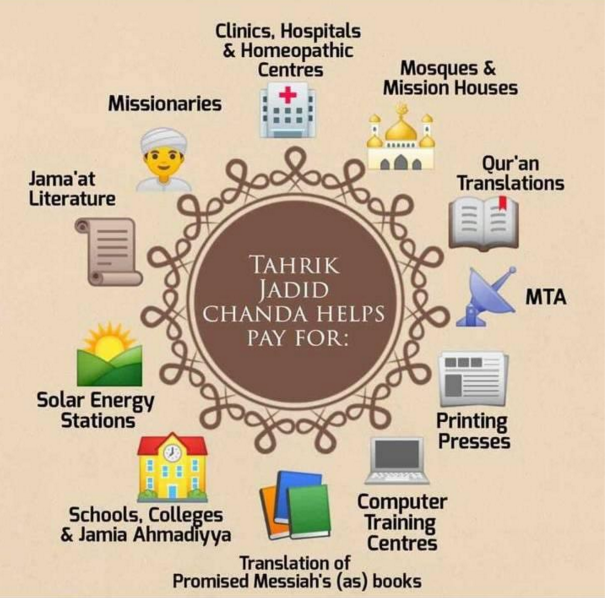 TAHRIK
JADID
CHANDA HELPS
PAY FOR:
Clinics, Hospitals
& Homeopathic
Centres
Mosques &
Mission Houses
Qur'an
Translations
MTA
Printing
Presses
Computer
Training
Centres
Translation of
Promised Messiah's (as) books
Schools, Colleges
& Jamia Ahmadiyya
Solar Energy
Stations
Jama'at
Literature
Missionaries